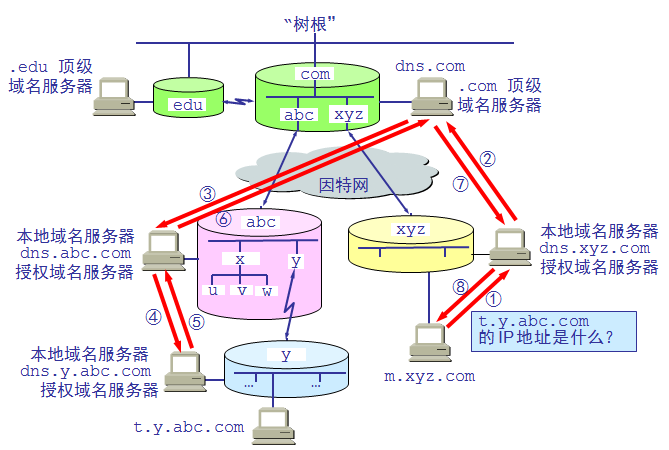 “树根”
.edu 顶级
域名服务器
edu
com
abc
xyz
dns.com
.com 顶级
域名服务器
②
⑦
③
⑥
因特网
本地域名服务器
dns.abc.com
授权域名服务器
abc
x
y
u
v
w
xyz
本地域名服务器
dns.xyz.com
授权域名服务器
⑧
①
④
⑤
t.y.abc.com
的 IP 地址是什么?
m.xyz.com
本地域名服务器
dns.y.abc.com
授权域名服务器
y
...
...
t.y.abc.com